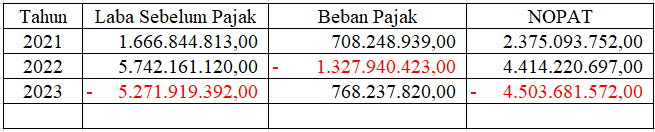 Tahun Laba Sebelum Pajak Beban Pajak NOPAT
2021 1.666.844.813,00 708.248.939,00 2.375.093.752,00
2022 5.742.161.120,00 - 1.327.940.423,00 4.414.220.697,00
2023 - 5.271.919.392,00 768.237.820,00 - 4.503.681.572,00